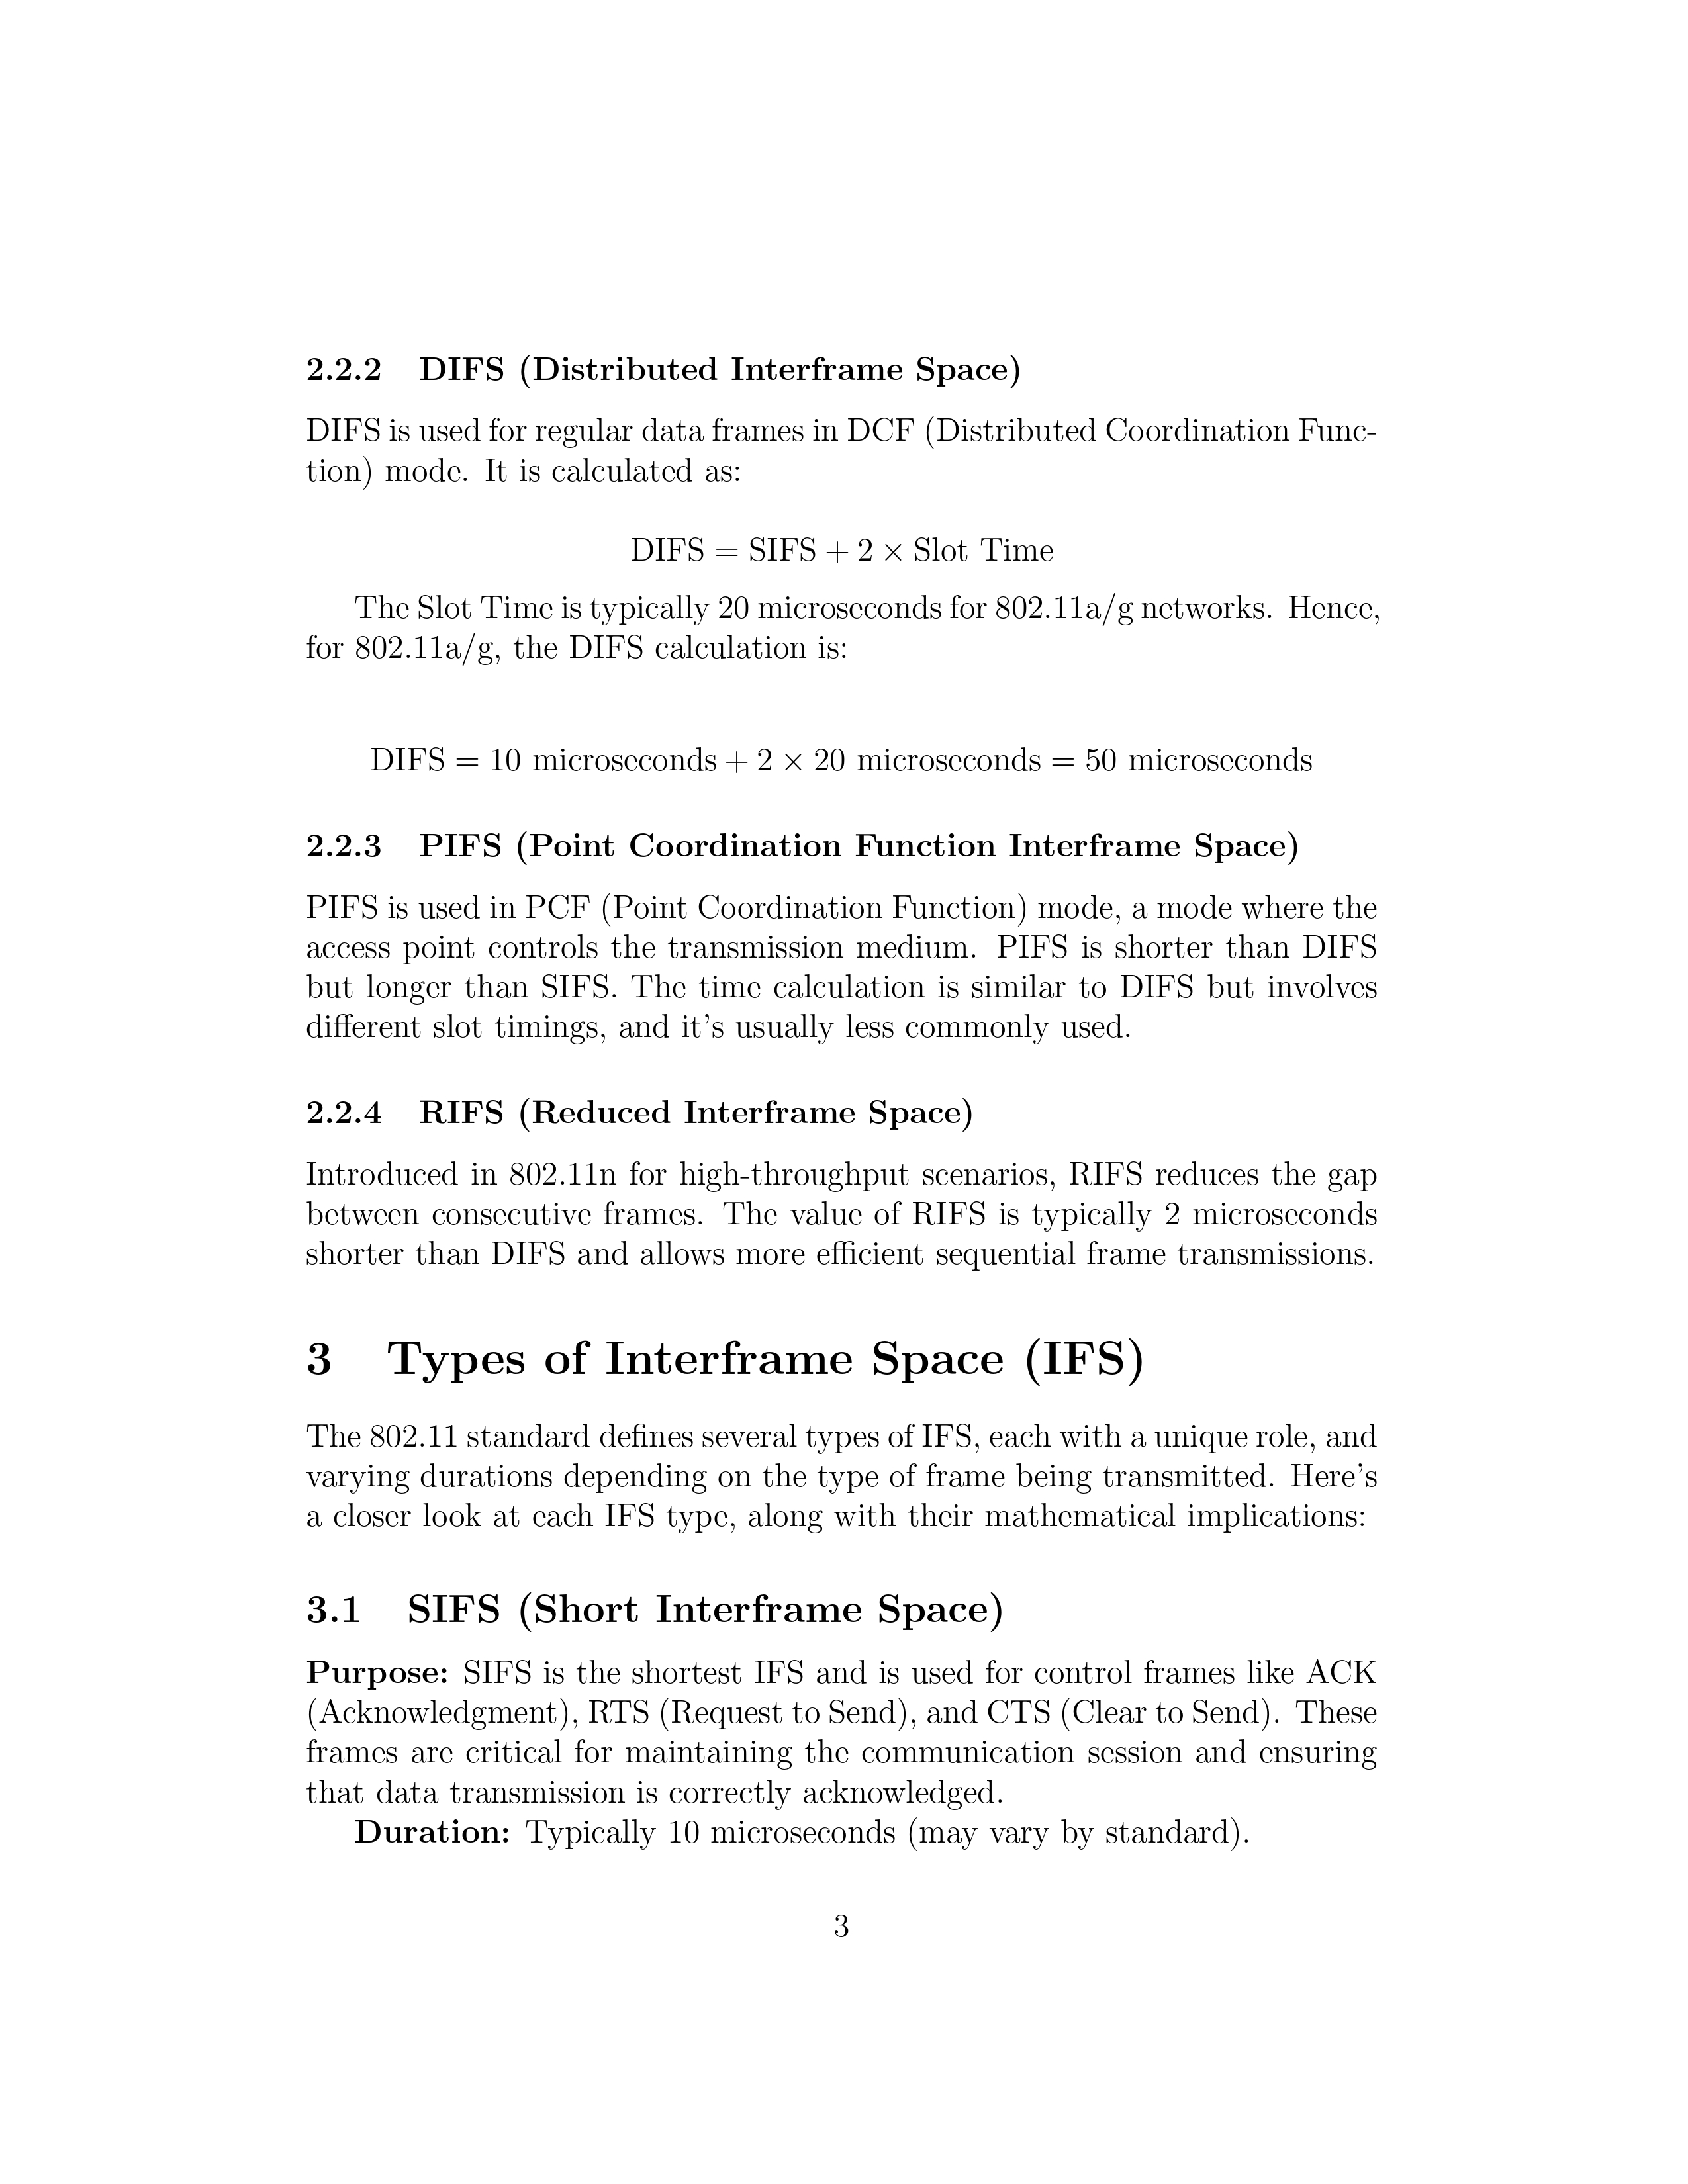 2.2.2 DIFS (Distributed Interframe Space)
DIFS is used for regular data frames in DCF (Distributed Coordination Func-
tion) mode. It is calculated as:
DIFS = SIFS + 2 × Slot Time
The Slot Time is typically 20 microseconds for 802.11a/g networks. Hence,
for 802.11a/g, the DIFS calculation is:
DIFS = 10 microseconds + 2 × 20 microseconds = 50 microseconds
2.2.3 PIFS (Point Coordination Function Interframe Space)
PIFS is used in PCF (Point Coordination Function) mode, a mode where the
access point controls the transmission medium. PIFS is shorter than DIFS
but longer than SIFS. The time calculation is similar to DIFS but involves
different slot timings, and it's usually less commonly used.
2.2.4 RIFS (Reduced Interframe Space)
Introduced in 802.11n for high-throughput scenarios, RIFS reduces the gap
between consecutive frames. The value of RIFS is typically 2 microseconds
shorter than DIFS and allows more efficient sequential frame transmissions.
3 Types of Interframe Space (IFS)
The 802.11 standard defines several types of IFS, each with a unique role, and
varying durations depending on the type of frame being transmitted. Here's
a closer look at each IFS type, along with their mathematical implications:
3.1 SIFS (Short Interframe Space)
Purpose: SIFS is the shortest IFS and is used for control frames like ACK
(Acknowledgment), RTS (Request to Send), and CTS (Clear to Send). These
frames are critical for maintaining the communication session and ensuring
that data transmission is correctly acknowledged.
Duration: Typically 10 microseconds (may vary by standard).
3